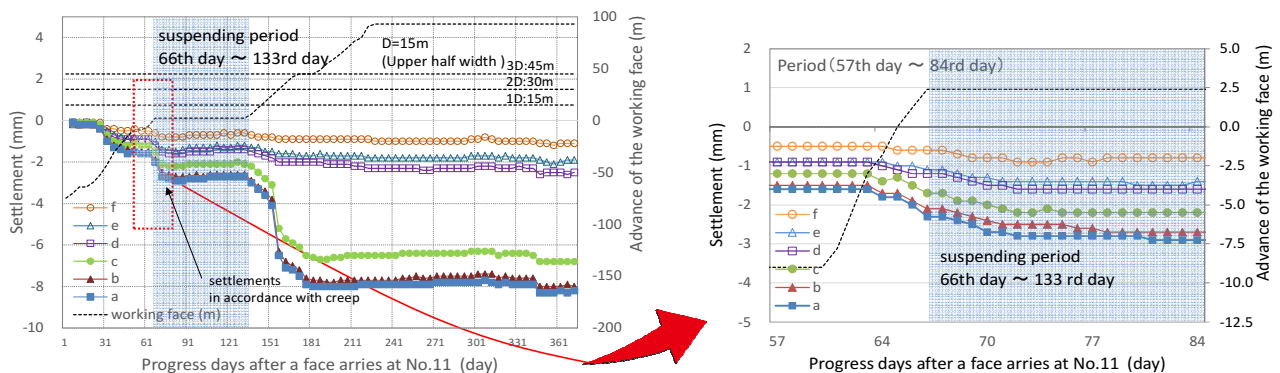 4
2
0
-2
-4
-6
-8
-10
Settlement (mm)
suspending period
66th day ～ 133rd day
D=15m
(Upper half width )
3D:45m
2D:30m
1D:15m
f
e
d
c
b
a
working face (m)
settlements
in accordance with creep
100
50
0
-50
-100
-150
-200
Advance of the working face (m)
1 31 61 91 121 151 181 211 241 271 301 331 361
Progress days after a face arries at No.11 (day)
2
1
0
-1
-2
-3
-4
-5
Settlement (mm)
Period（57th day ～ 84rd day）
f
e
d
c
b
a
suspending period
66th day ～ 133 rd day
5.0
2.5
0.0
-2.5
-5.0
-7.5
-10.0
-12.5
Advance of the working face (m)
57 64 70 77 84
Progress days after a face arries at No.11 (day)